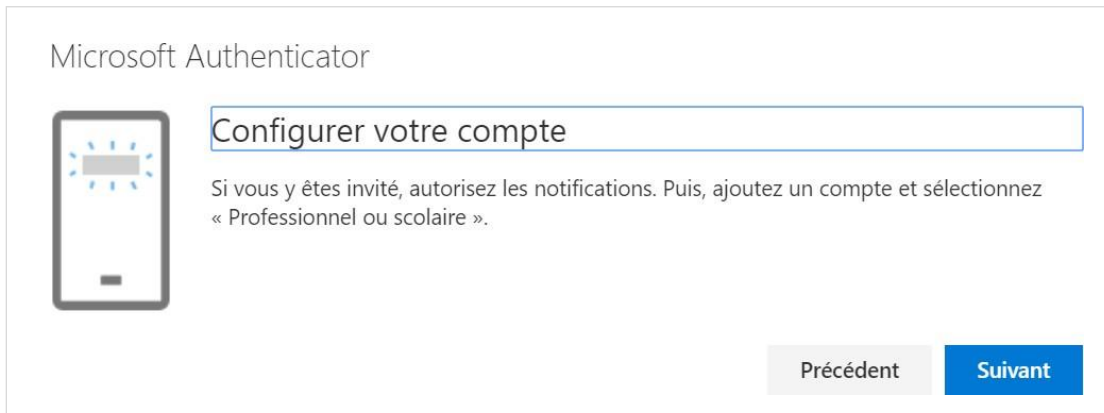 Microsoft Authenticator
Configurer votre compte
Si vous y êtes invité, autorisez les notifications. Puis, ajoutez un compte et sélectionnez
« Professionnel ou scolaire ».
Précédent
Suivant